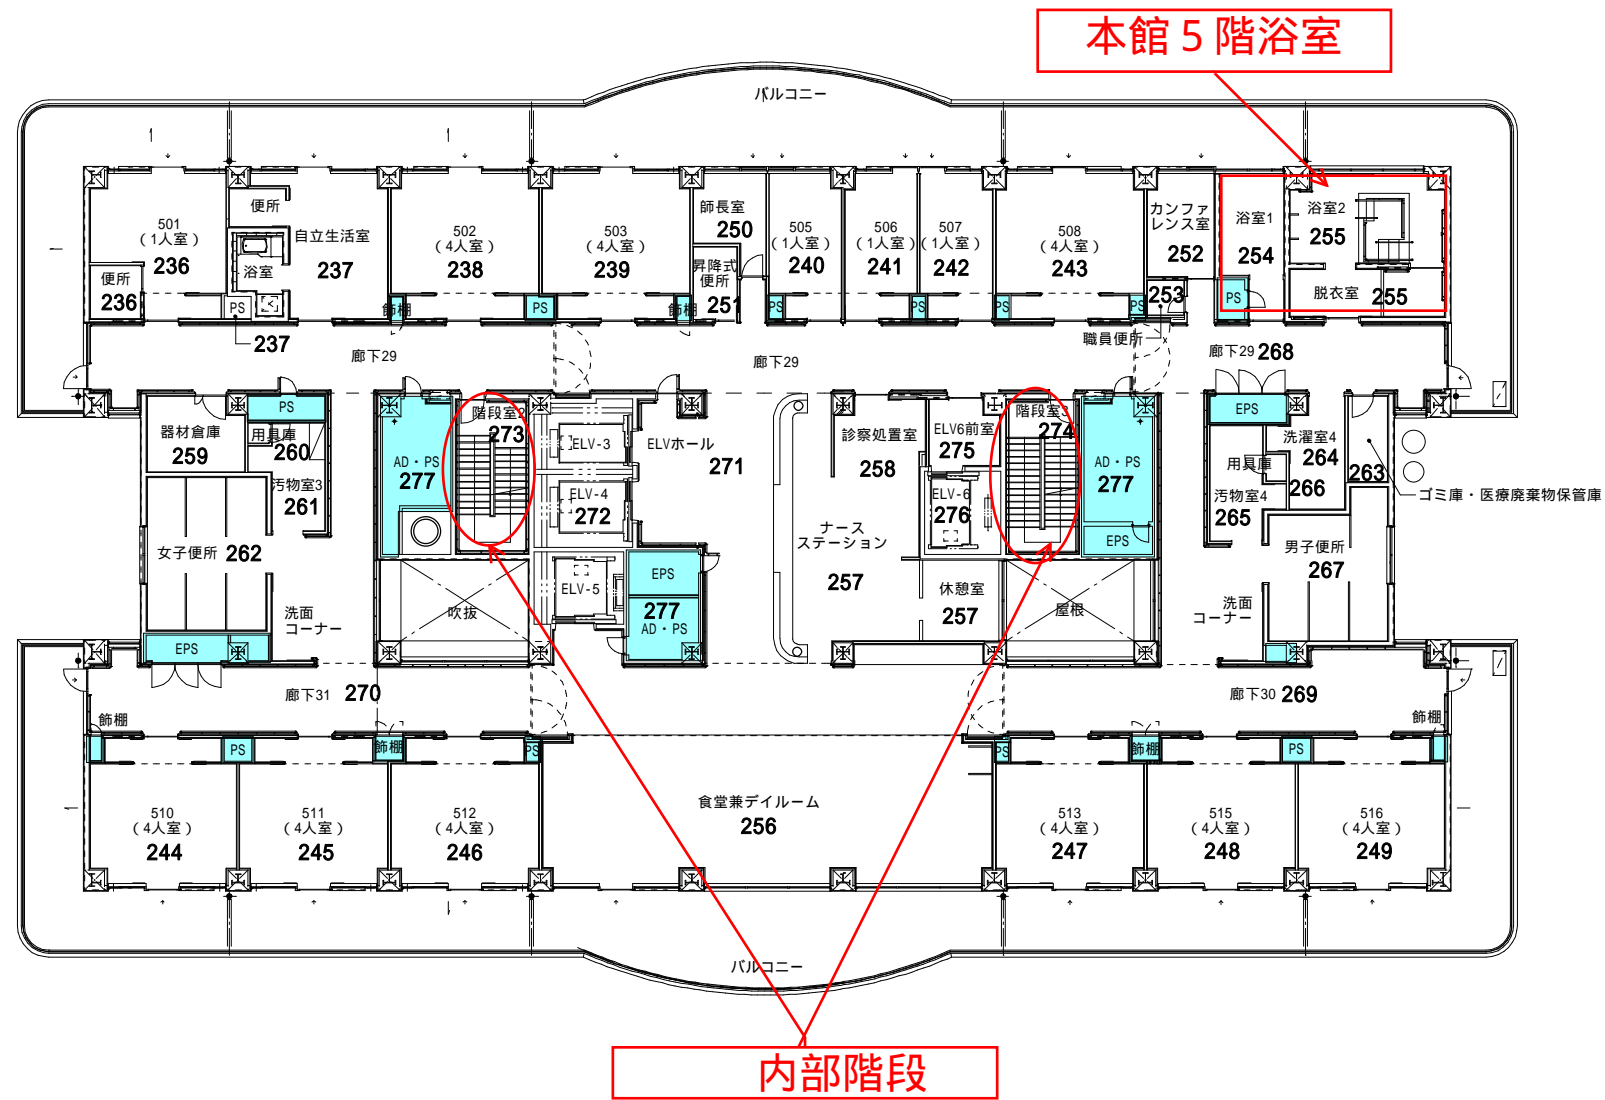 本館５階浴室
バルコニー
501
（1人室）
236
便所
236
便所
浴室
自立生活室
237
PS
237
502
（4人室）
238
飾棚
PS
503
（4人室）
239
飾棚
師長室
250
昇降式
便所
251
505
（1人室）
240
PS
506
（1人室）
241
507
（1人室）
242
PS
508
（4人室）
243
PS
PS
カンファ
レンス室
252
253
職員便所
浴室1
254
PS
浴室2
255
脱衣室
255
廊下29
廊下29
廊下29
268
器材倉庫
259
PS
用具庫
260
汚物室3
261
女子便所
262
洗面
コーナー
EPS
AD・PS
277
階段室2
273
吹抜
ELV-3
ELV-4
272
ELV-5
ELVホール
271
EPS
277
AD・PS
診察処置室
258
ナース
ステーション
257
ELV6前室
275
ELV-6
276
休憩室
257
階段室3
274
AD・PS
277
EPS
屋根
EPS
洗濯室4
264
用具庫
266
263
ゴミ庫・医療廃棄物保管庫
汚物室4
265
男子便所
267
洗面
コーナー
廊下31
270
廊下30
269
飾棚
PS
飾棚
PS
PS
飾棚
PS
飾棚
510
（4人室）
244
511
（4人室）
245
512
（4人室）
246
食堂兼デイルーム
256
513
（4人室）
247
515
（4人室）
248
516
（4人室）
249
バルコニー
内部階段